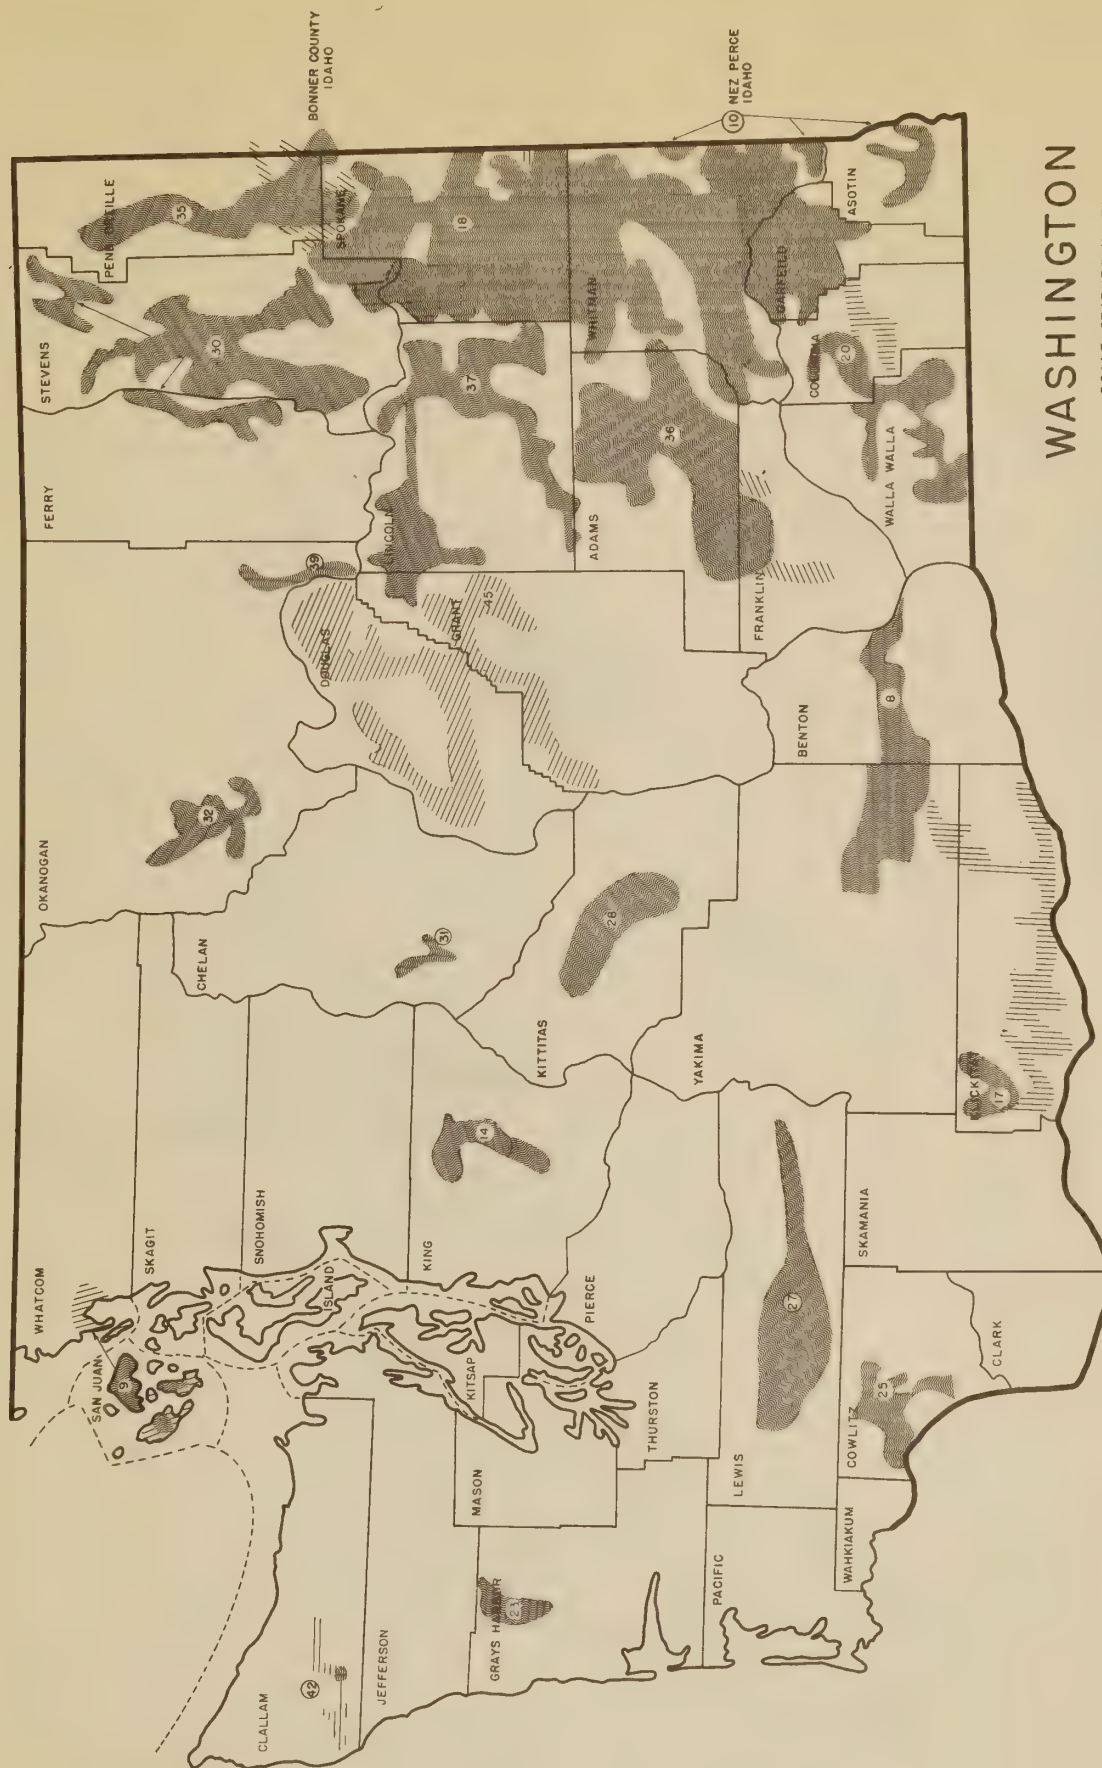 WHATCOM
SAN JUAN
9
SKAGIT
SNOHOMISH
ISLAND
OKANOGAN
32
FERRY
STEVENS
30
PEND OREILLE
35
BONNER COUNTY
IDAHO
CLALLAM
42
JEFFERSON
KITSAP
KING
14
CHELAN
31
DOUGLAS
39
LINCOLN
37
SPOKANE
18
GRAYS HARBOR
23
MASON
THURSTON
PIERCE
KITTITAS
28
GRANT
45
ADAMS
36
WHITMAN
PACIFIC
LEWIS
27
YAKIMA
BENTON
8
FRANKLIN
WALLA WALLA
COLUMBIA
20
GARFIELD
ASOTIN
10 NEZ PERCE
IDAHO
WAHKIAKUM
COWLITZ
25
CLARK
SKAMANIA
KLICKITAT
17
WASHINGTON